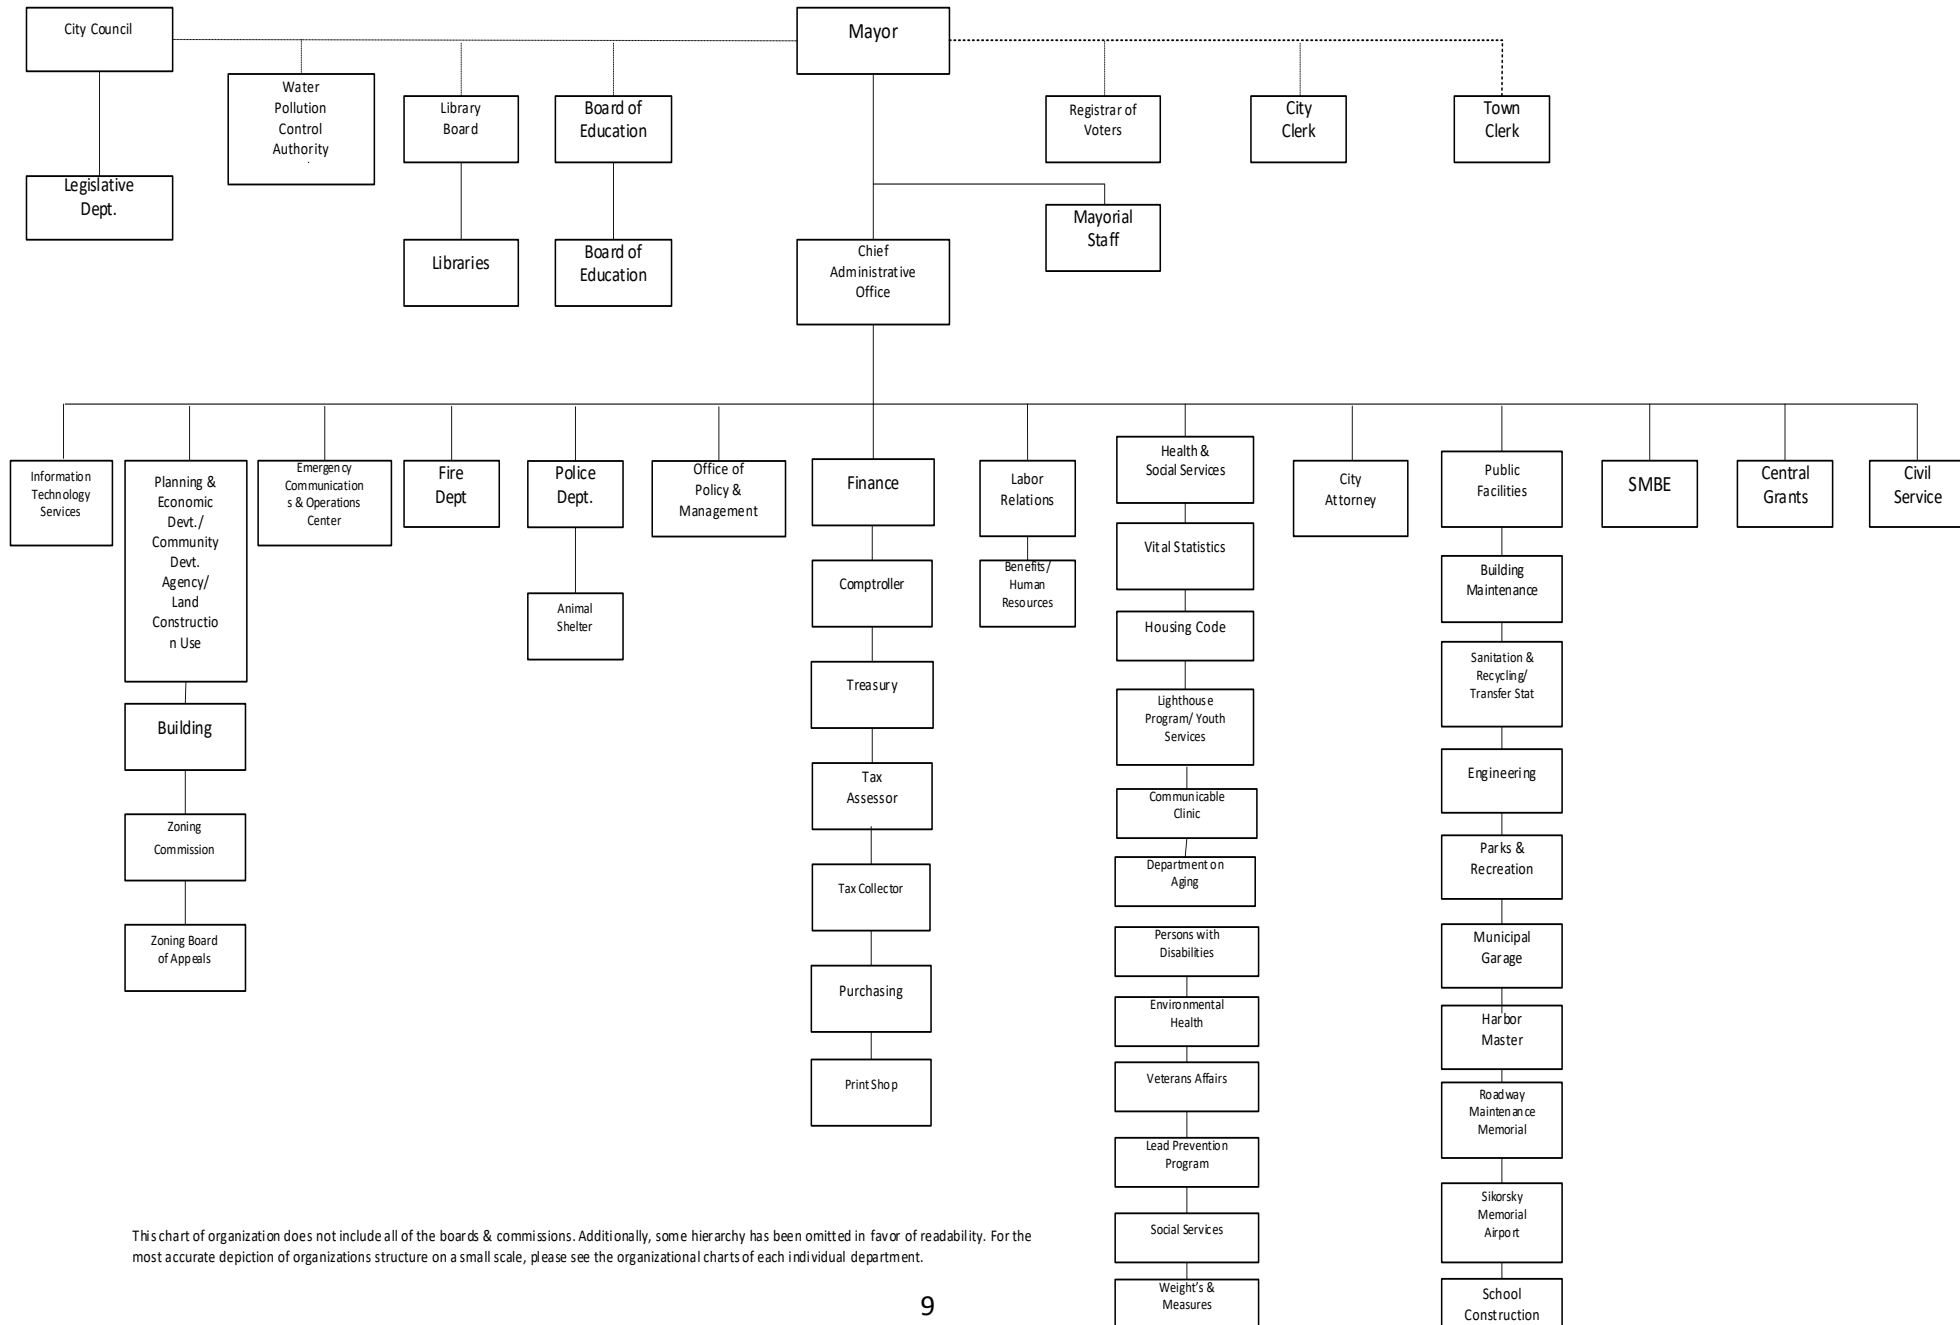 City Council
Mayor
Water
Pollution
Control
Authority
.
Library
Board
Board of
Education
Registrar of
Voters
City
Clerk
Town
Clerk
Legislative
Dept.
Libraries
Board of
Education
Chief
Administrative
Office
Mayorial
Staff
Information
Technology
Services
Planning &
Economic
Devt./
Community
Devt.
Agency/
Land
Constructio
n Use
Emergency
Communication
s & Operations
Center
Fire
Dept
Police
Dept.
Office of
Policy &
Management
Finance
Labor
Relations
Health &
Social Services
City
Attorney
Public
Facilities
SMBE
Central
Grants
Civil
Service
Building
Zoning
Commission
Zoning Board
of Appeals
Animal
Shelter
Comptroller
Treasury
Tax
Assessor
Tax Collector
Purchasing
Print Shop
Benefits/
Human
Resources
Vital Statistics
Housing Code
Lighthouse
Program/ Youth
Services
Communicable
Clinic
Department on
Aging
Persons with
Disabilities
Environmental
Health
Veterans Affairs
Lead Prevention
Program
Social Services
Weight's &
Measures
Building
Maintenance
Sanitation &
Recycling/
Transfer Stat
Engineering
Parks &
Recreation
Municipal
Garage
Harbor
Master
Roadway
Maintenance
Memorial
Sikorsky
Memorial
Airport
School
Construction
This chart of organization does not include all of the boards & commissions. Additionally, some hierarchy has been omitted in favor of readability. For the
most accurate depiction of organizations structure on a small scale, please see the organizational charts of each individual department.
9